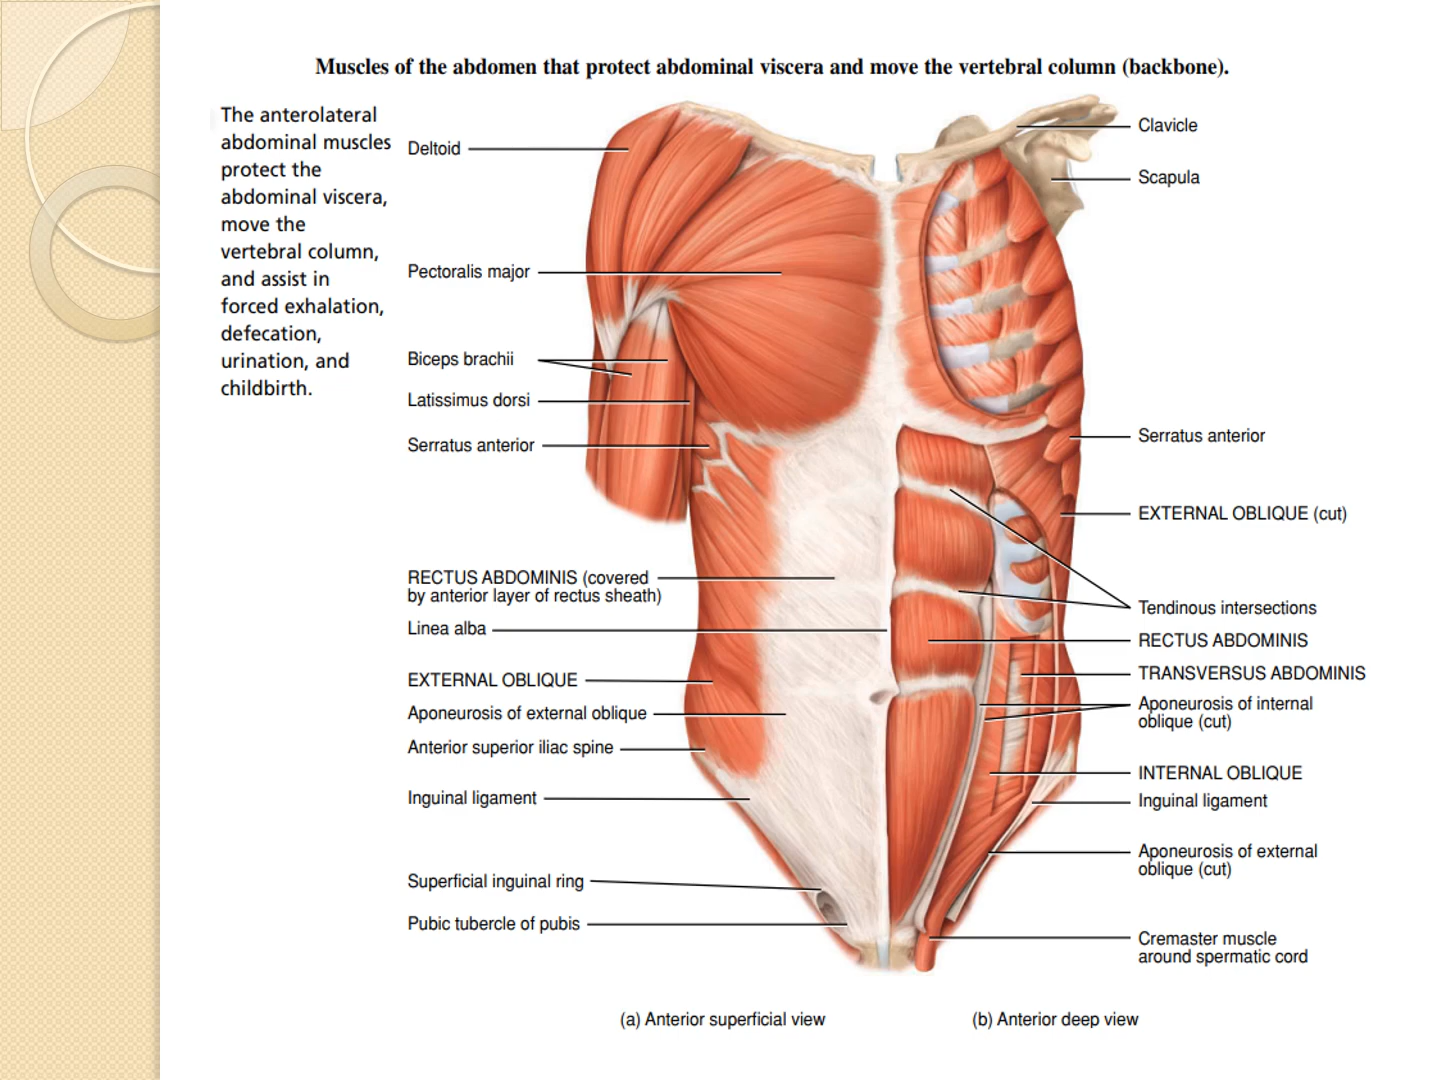 Muscles of the abdomen that protect abdominal viscera and move the vertebral column (backbone).
The anterolateral
abdominal muscles
protect the
abdominal viscera,
move the
vertebral column,
and assist in
forced exhalation,
defecation,
urination, and
childbirth.
Deltoid
Pectoralis major
Biceps brachii
Latissimus dorsi
Serratus anterior
RECTUS ABDOMINIS (covered
by anterior layer of rectus sheath)
Linea alba
EXTERNAL OBLIQUE
Aponeurosis of external oblique
Anterior superior iliac spine
Inguinal ligament
Superficial inguinal ring
Pubic tubercle of pubis
Clavicle
Scapula
Serratus anterior
EXTERNAL OBLIQUE (cut)
Tendinous intersections
RECTUS ABDOMINIS
TRANSVERSUS ABDOMINIS
Aponeurosis of internal
oblique (cut)
INTERNAL OBLIQUE
Inguinal ligament
Aponeurosis of external
oblique (cut)
Cremaster muscle
around spermatic cord
(a) Anterior superficial view
(b) Anterior deep view